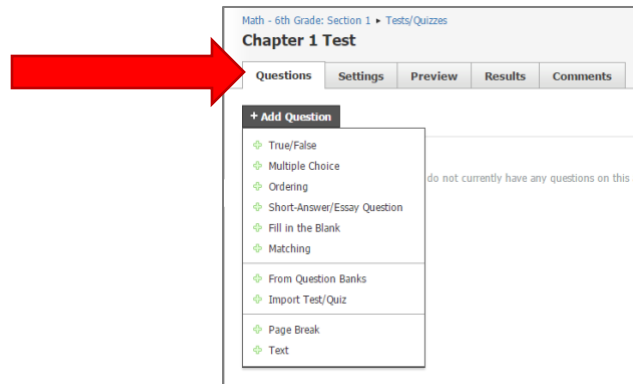 Math - 6th Grade: Section 1 ▸ Tests/Quizzes
Chapter 1 Test
Questions Settings Preview Results Comments
+ Add Question
True/False
Multiple Choice
do not currently have any questions on this
Ordering
Short-Answer/Essay Question
Fill in the Blank
Matching
From Question Banks
Import Test/Quiz
Page Break
Text